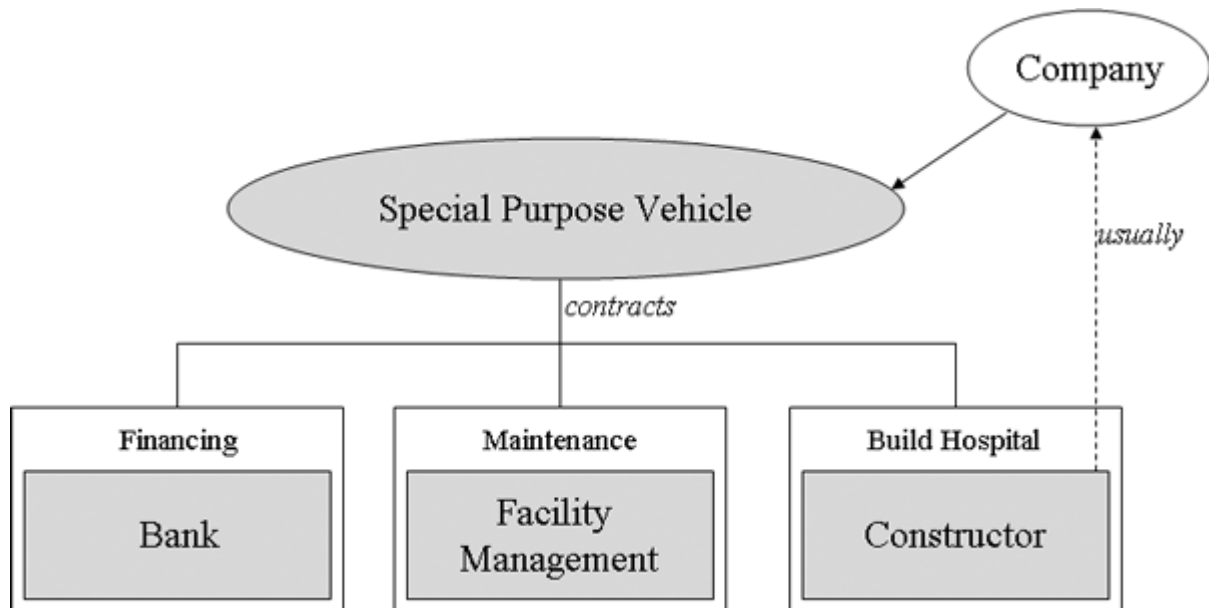 Company
Special Purpose Vehicle
usually
contracts
Financing
Bank
Maintenance
Facility
Management
Build Hospital
Constructor